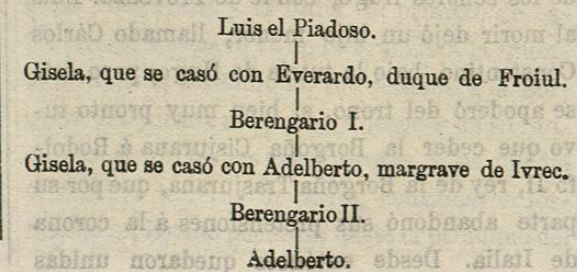 Luis el Piadoso.
Gisela, que se casó con Everardo, duque de Froiul.
Berengario I.
Gisela, que se casó con Adelberto, margrave de Ivrec.
Berengario II.
Adelberto.